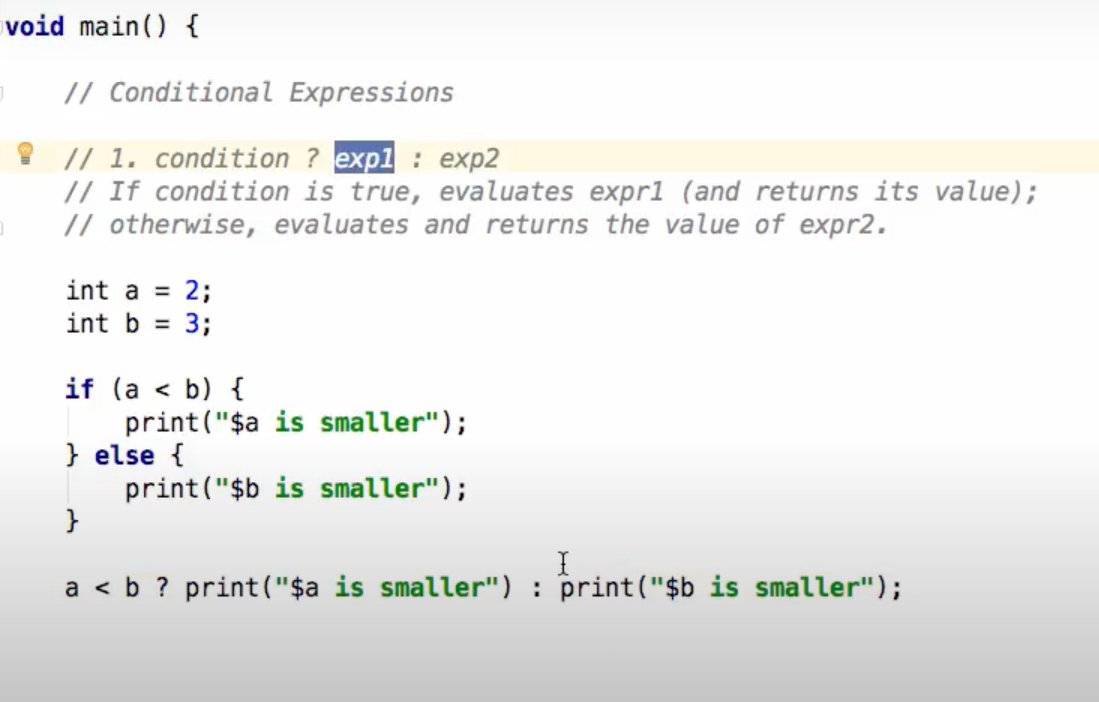 void main() {
// Conditional Expressions
// 1. condition ? exp1 : exp2
// If condition is true, evaluates expr1 (and returns its value);
// otherwise, evaluates and returns the value of expr2.
int a = 2;
int b = 3;
if (a < b) {
print("$a is smaller");
} else {
print("$b is smaller");
}
a < b ? print("$a is smaller") : print("$b is smaller");